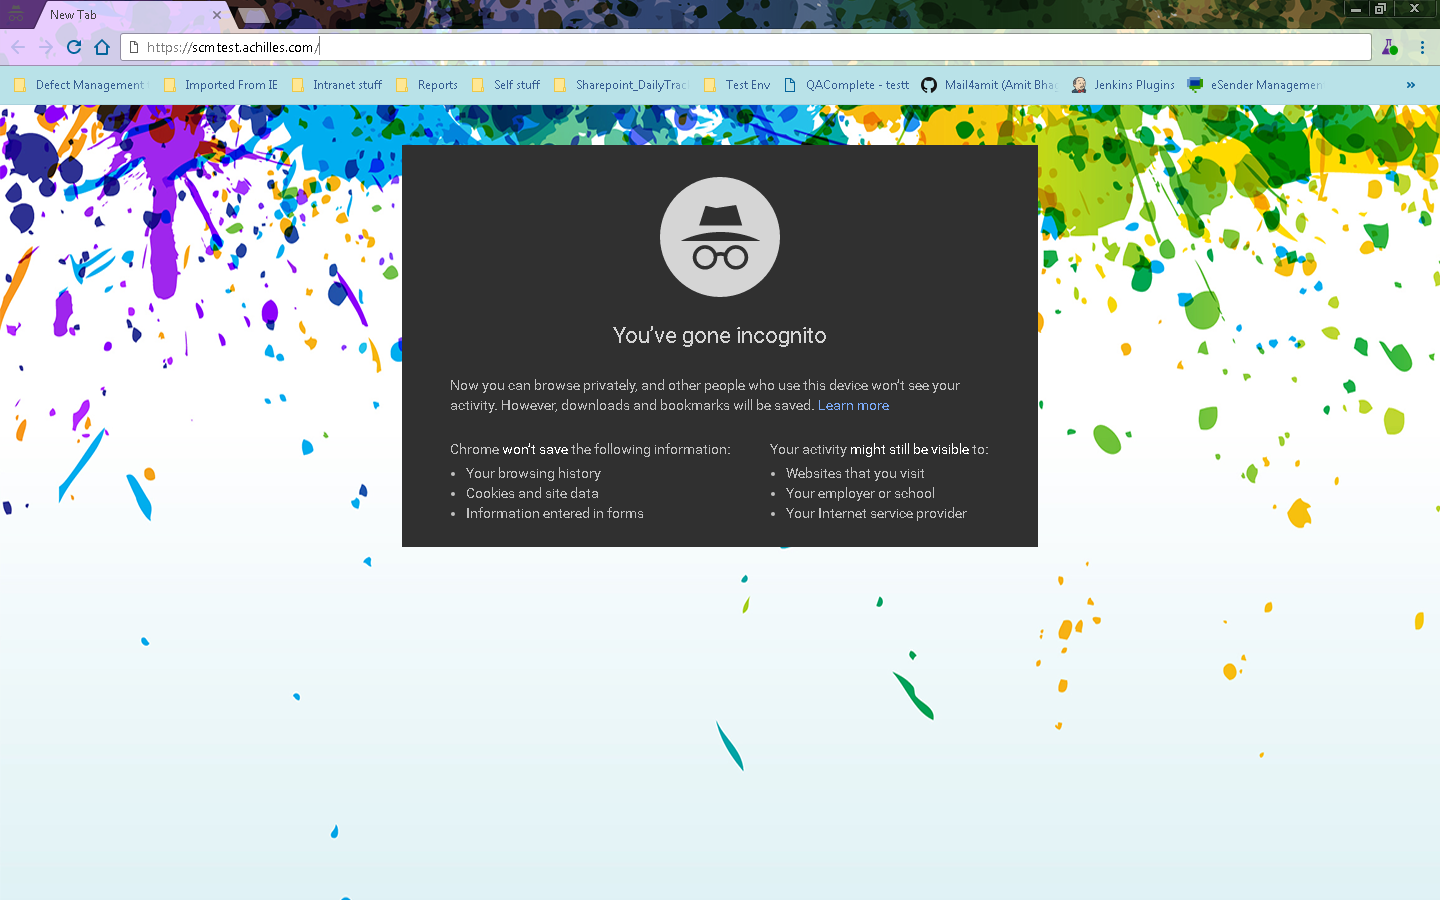 New Tab
https://scmtest.achilles.com/
Defect Management
Imported From IE
Intranet stuff
Reports
Self stuff
Sharepoint_DailyTrac
Test Env
QAComplete - testt
Mail4amit (Amit Bhag
Jenkins Plugins
eSender Managemen
»
You've gone incognito
Now you can browse privately, and other people who use this device won't see your
activity. However, downloads and bookmarks will be saved. Learn more
Chrome won't save the following information:
• Your browsing history
• Cookies and site data
• Information entered in forms
Your activity might still be visible to:
• Websites that you visit
• Your employer or school
• Your Internet service provider